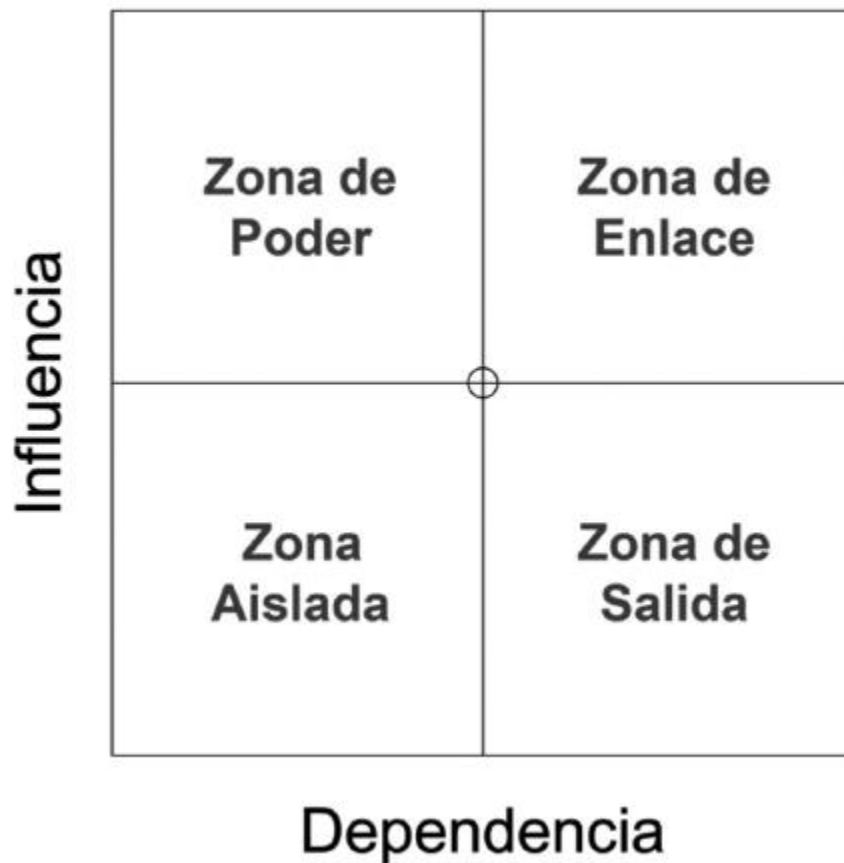 Zona de
Poder
Zona de
Enlace
Influencia
Zona
Aislada
Zona de
Salida
Dependencia